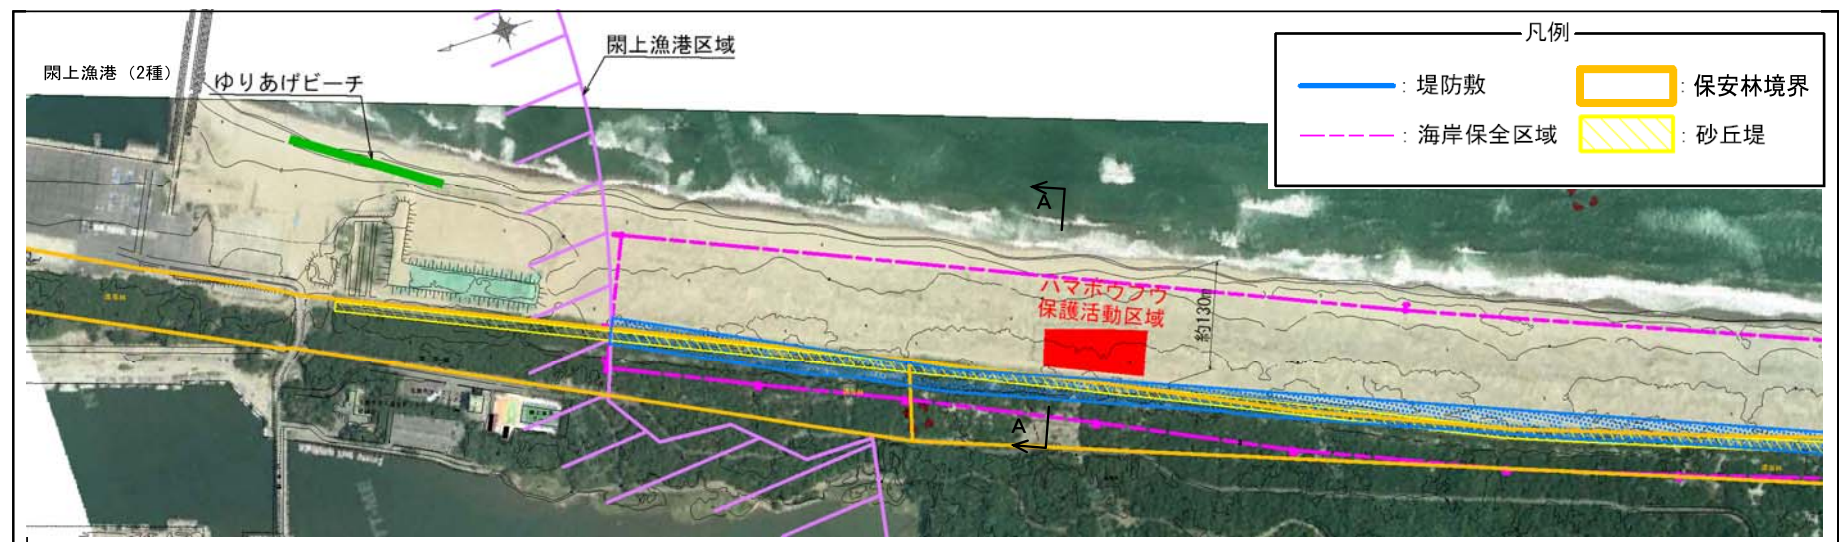 閖上漁港（2種）
ゆりあげビーチ
閖上漁港区域
凡例
: 堤防敷
: 保安林境界
: 海岸保全区域
: 砂丘堤
A
ハマボウフウ
保護活動区域
約130m
A